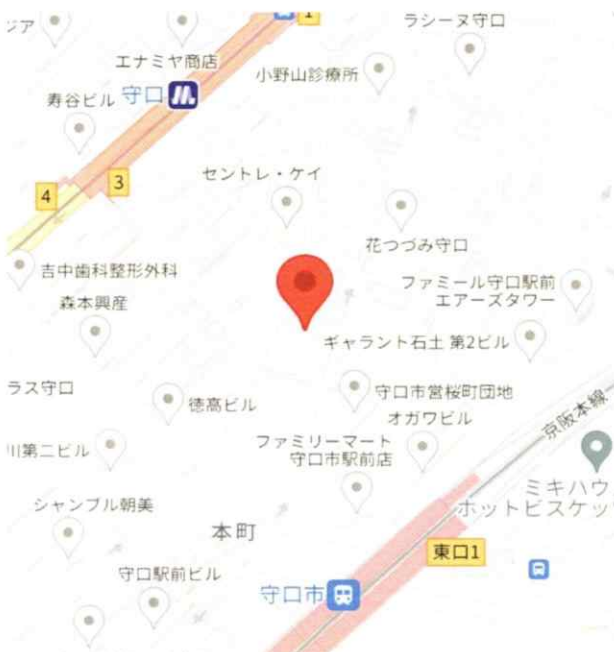 ジア
1
ラシーヌ守口
エナミヤ商店
小野山診療所
寿谷ビル
守口
3
4
セントレ・ケイ
花つづみ守口
吉中歯科整形外科
ファミール守口駅前
エアーズタワー
森本興産
ギャラント石土 第2ビル
ラス守口
徳高ビル
守口市営桜町団地
オガワビル
京阪本線
川第二ビル
ファミリーマート
守口市駅前店
ミキハウ
ホットビスケッ
シャンブル朝美
本町
東口1
守口駅前ビル
守口市